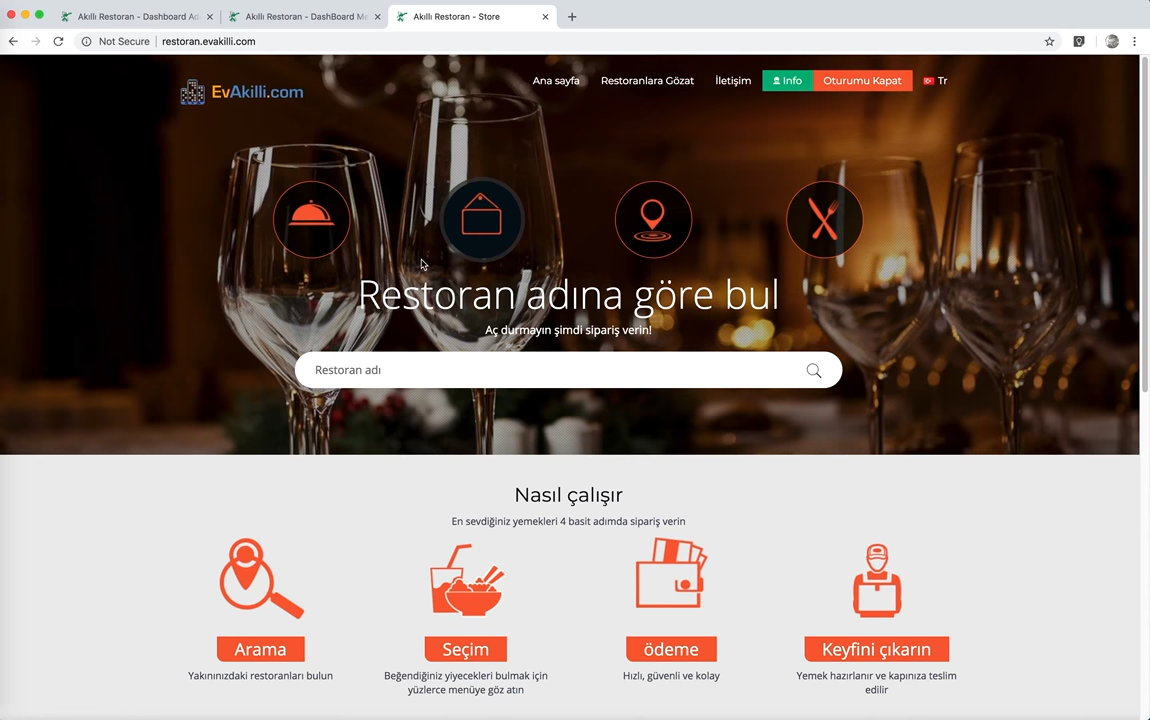 Akıllı Restoran - Dashboard Ad
Akıllı Restoran - DashBoard Me
Akıllı Restoran - Store
Not Secure
restoran.evakilli.com
EvAkilli.com
Ana sayfa
Restoranlara Gözat
İletişim
Info
Oturumu Kapat
Tr
Restoran adına göre bul
Aç durmayın şimdi sipariş verin!
Restoran adı
Nasıl çalışır
En sevdiğiniz yemekleri 4 basit adımda sipariş verin
Arama
Yakınınızdaki restoranları bulun
Seçim
Beğendiğiniz yiyecekleri bulmak için
yüzlerce menüye göz atın
ödeme
Hızlı, güvenli ve kolay
Keyfini çıkarın
Yemek hazırlanır ve kapınıza teslim
edilir